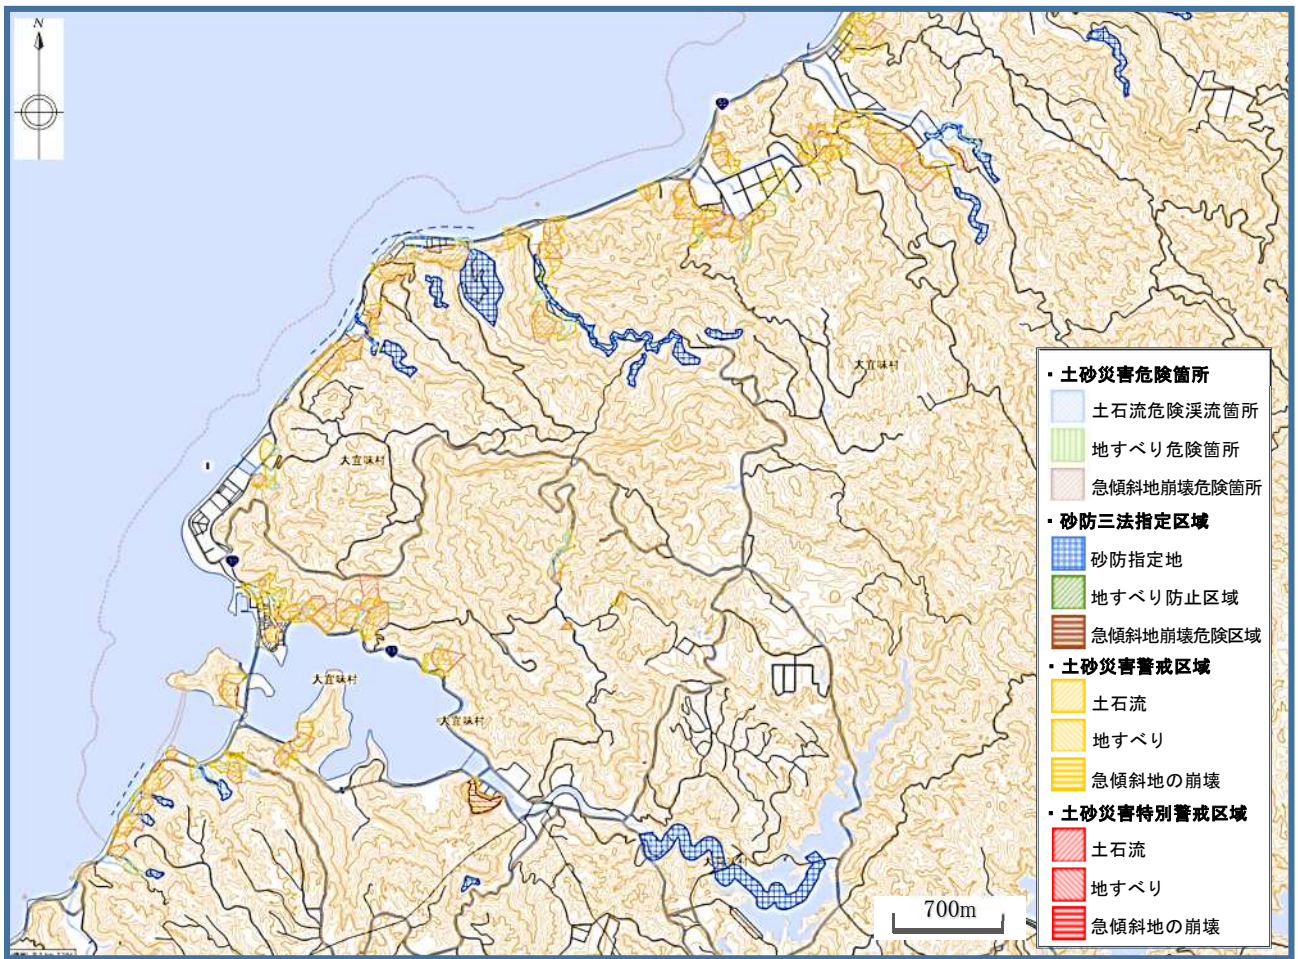 N
大宜味村
大宜味村
大宜味村
大宜味村
・土砂災害危険箇所
土石流危険渓流箇所
地すべり危険箇所
急傾斜地崩壊危険箇所
・砂防三法指定区域
砂防指定地
地すべり防止区域
急傾斜地崩壊危険区域
・土砂災害警戒区域
土石流
地すべり
急傾斜地の崩壊
・土砂災害特別警戒区域
土石流
地すべり
急傾斜地の崩壊
700m